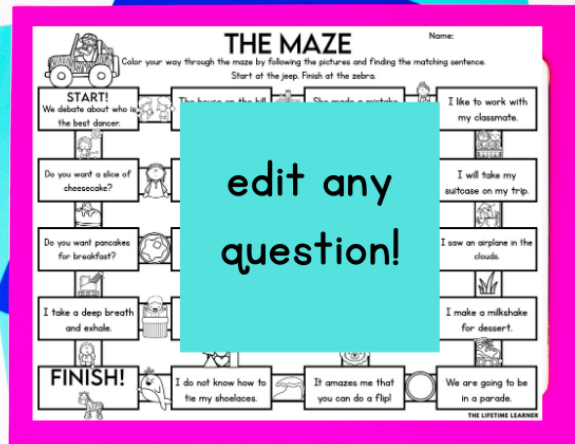 THE MAZE
Name:
Color your way through the maze by following the pictures and finding the matching sentence.
Start at the jeep. Finish at the zebra.
START!
We debate about who is
the best dancer.
The house on the hill
She made a mistake
I like to work with
my classmate.
Do you want a slice of
cheesecake?
I will take my
suitcase on my trip.
edit any
question!
Do you want pancakes
for breakfast?
I saw an airplane in the
clouds.
I take a deep breath
and exhale.
I make a milkshake
for dessert.
FINISH!
I do not know how to
tie my shoelaces.
It amazes me that
you can do a flip!
We are going to be
in a parade.
THE LIFETIME LEARNER